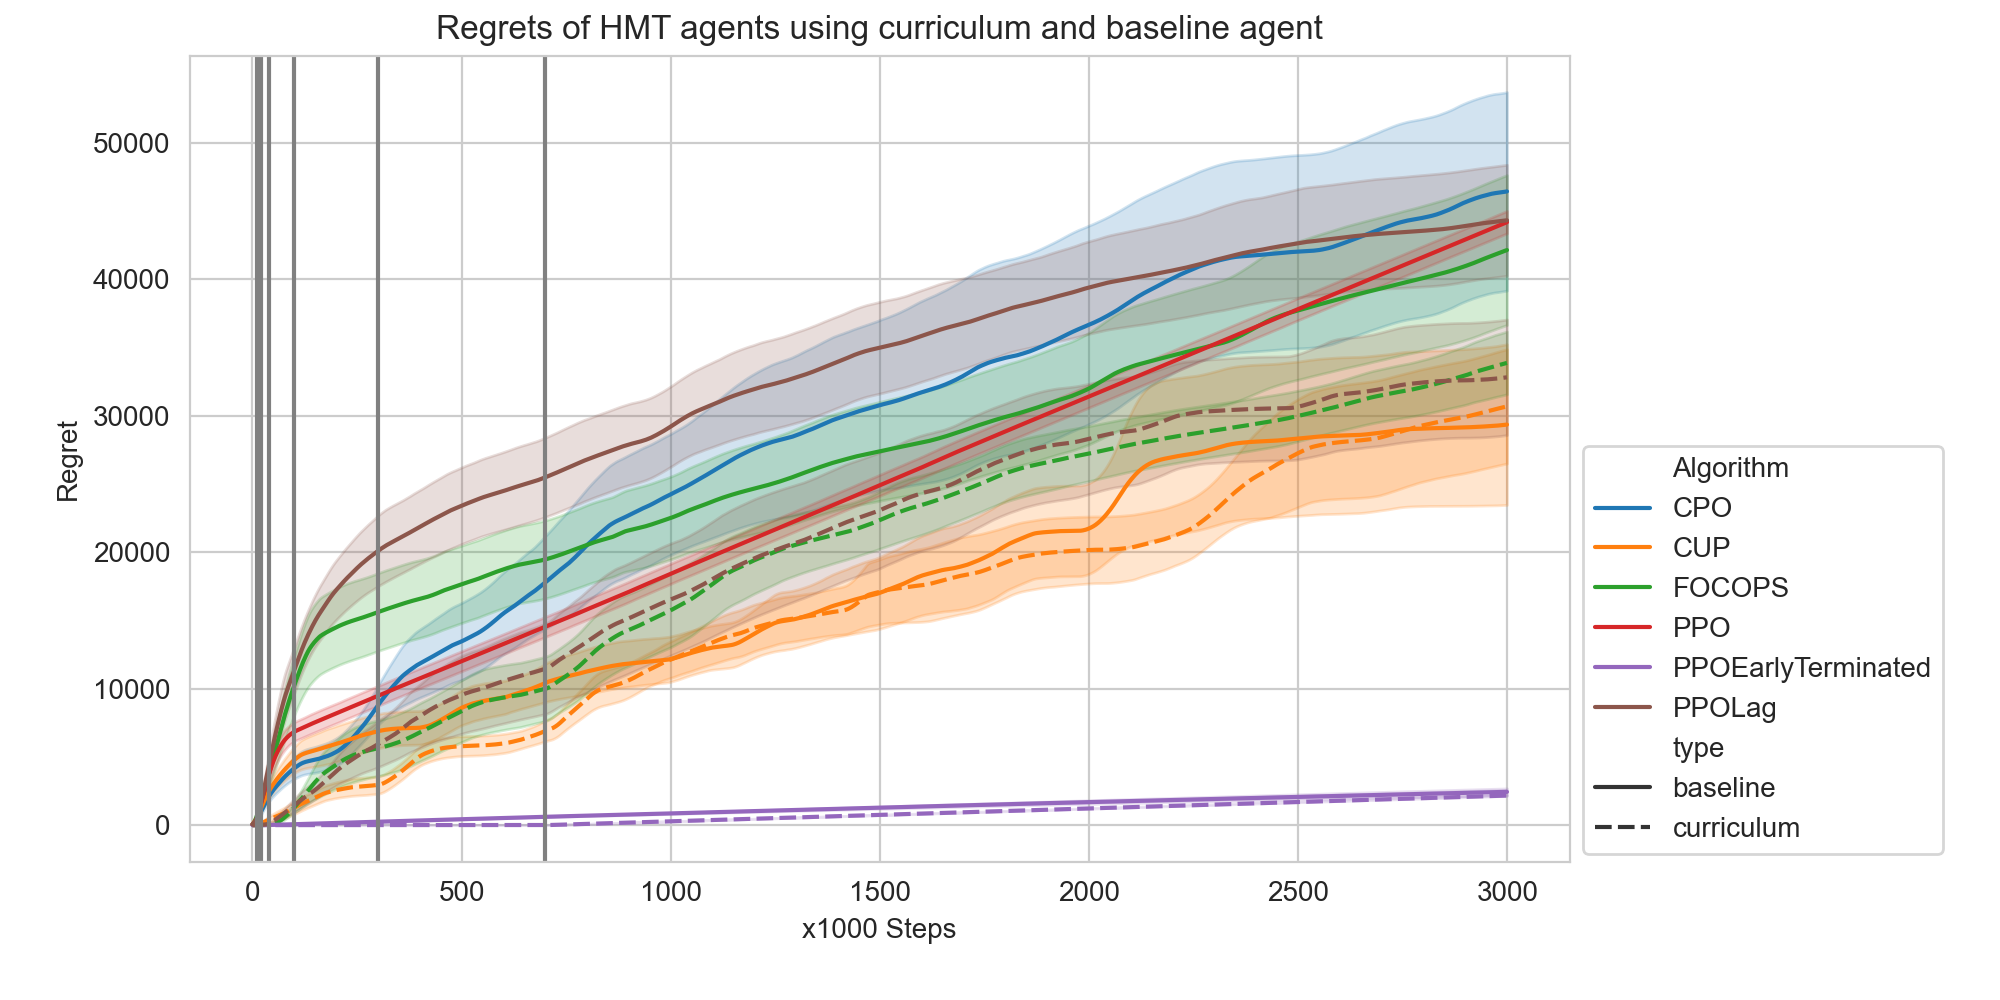 Regrets of HMT agents using curriculum and baseline agent
50000
40000
30000
20000
10000
0
Regret
0 500 1000 1500 2000 2500 3000
x1000 Steps
Algorithm
CPO
CUP
FOCOPS
PPO
PPOEarlyTerminated
PPOLag
type
baseline
curriculum